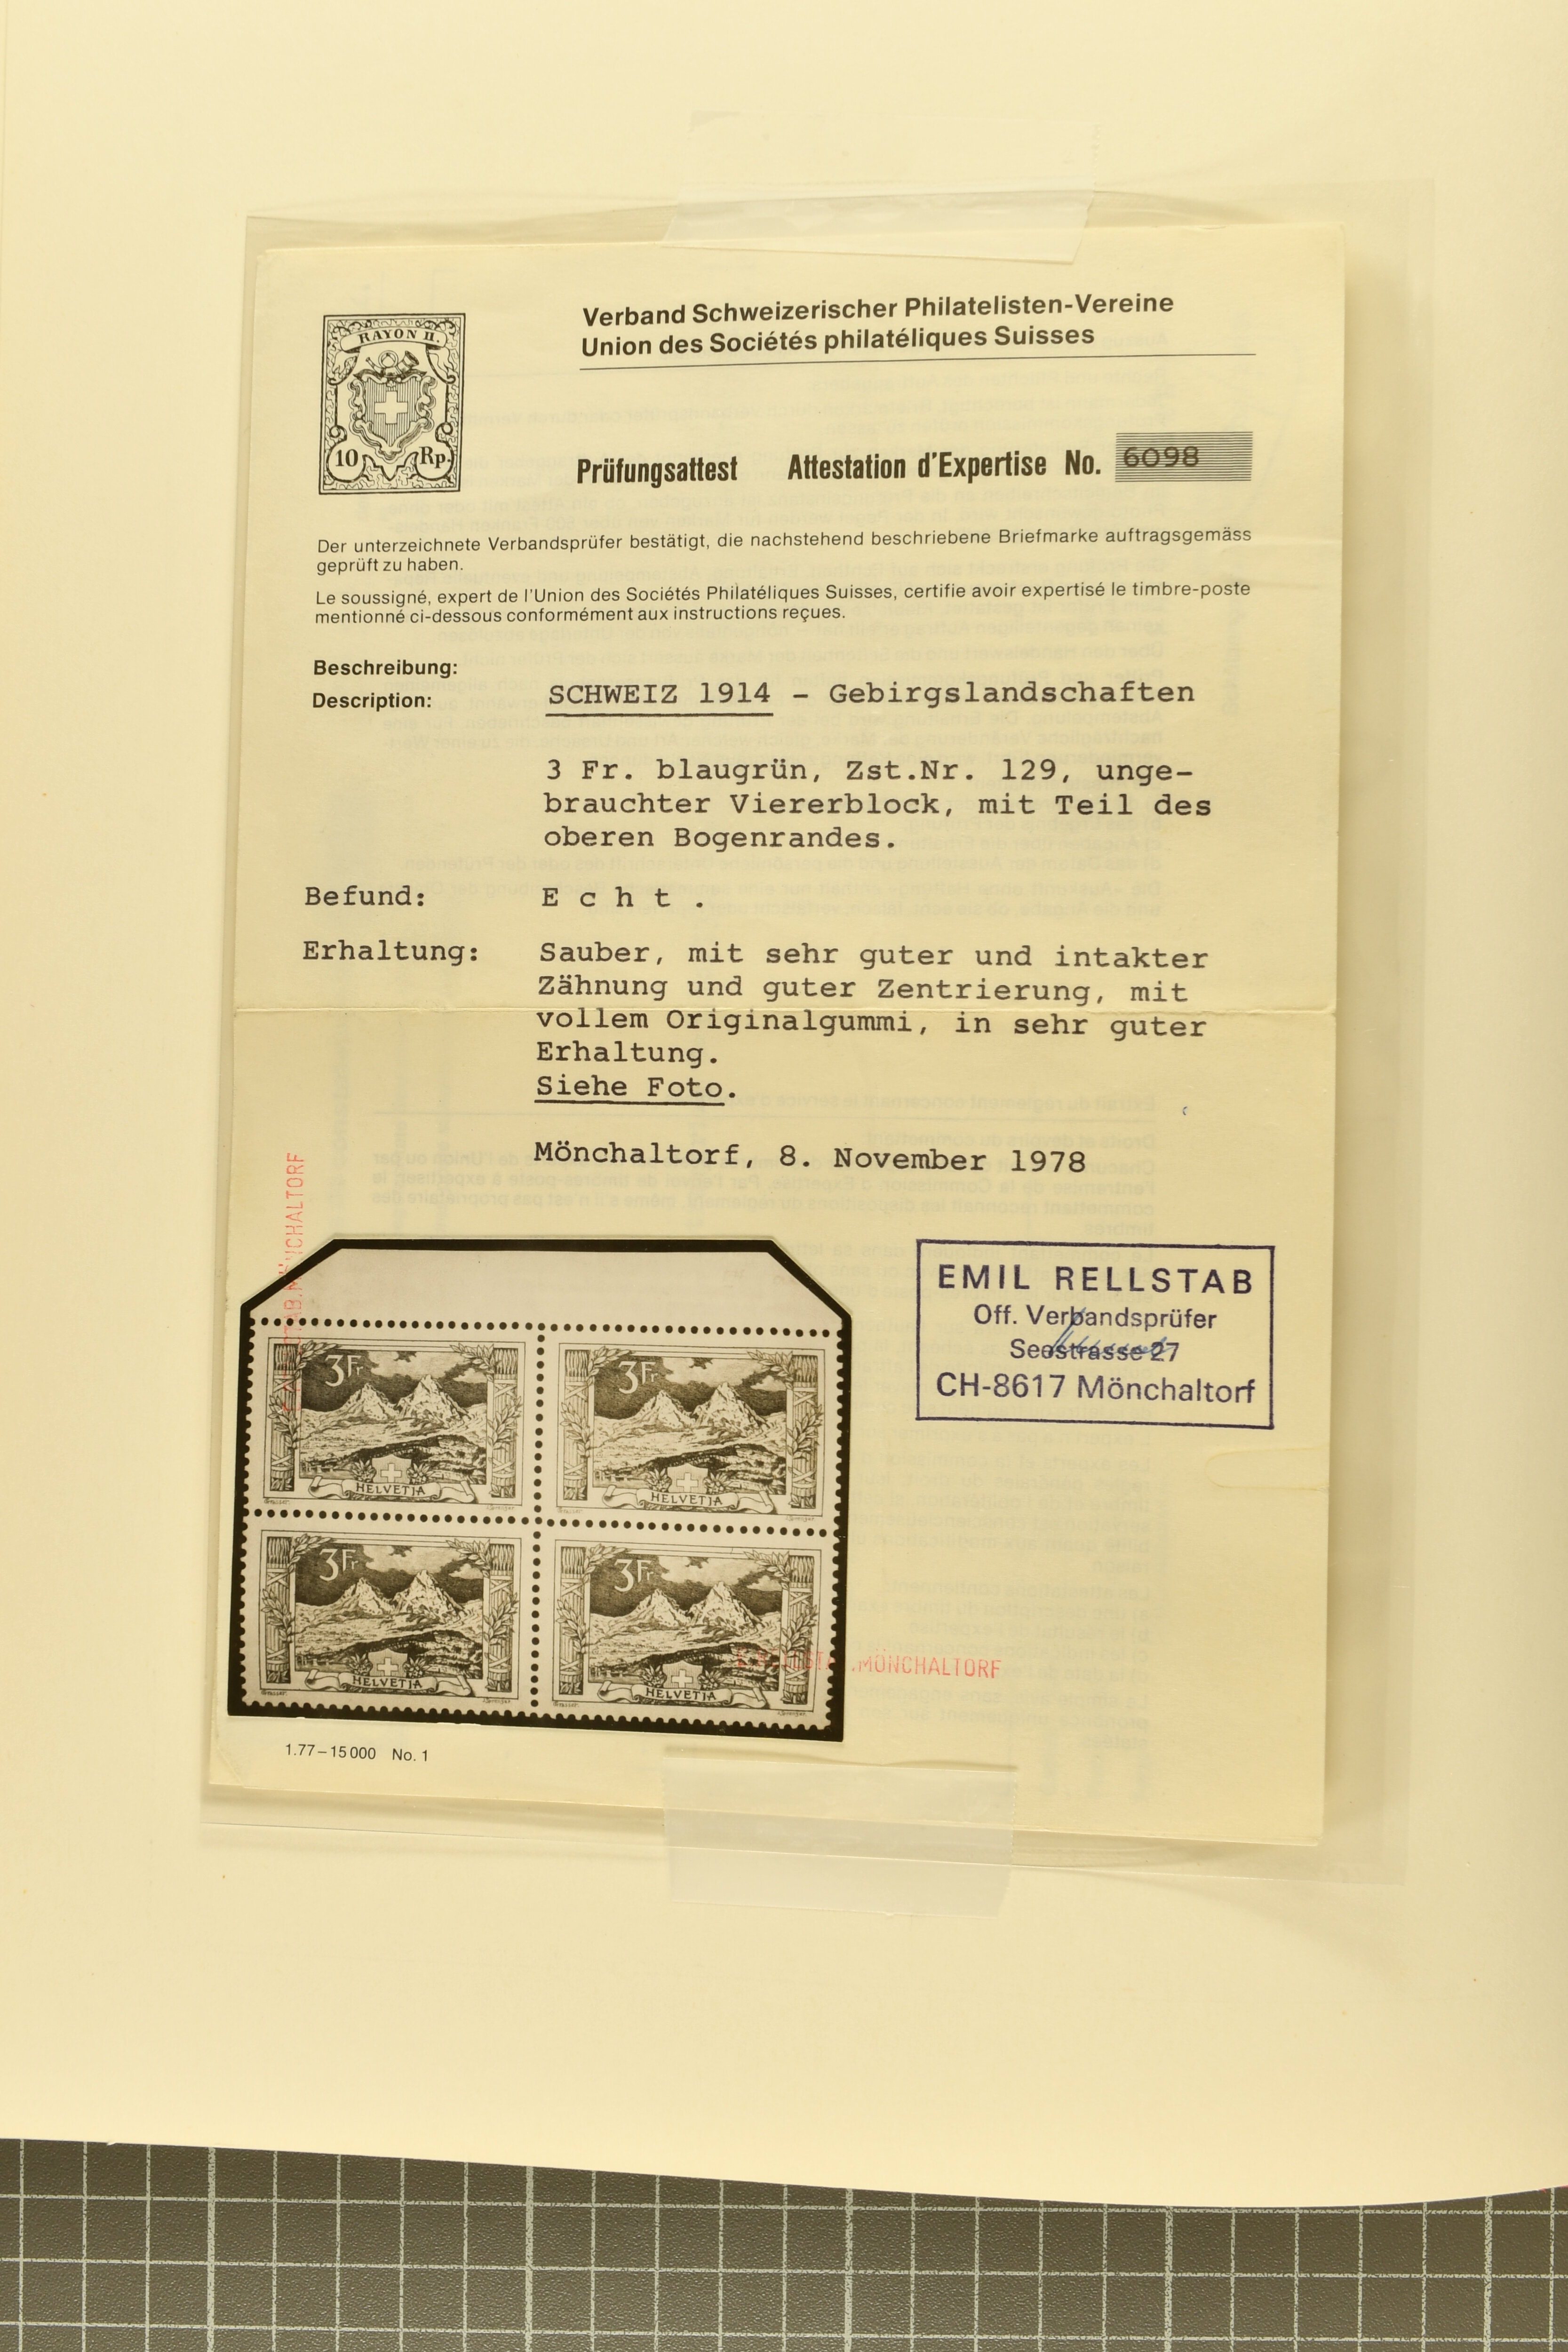 RAYON II.
10 Rp.
Verband Schweizerischer Philatelisten-Vereine
Union des Sociétés philatéliques Suisses
Prüfungsattest Attestation d'Expertise No. 6098
Der unterzeichnete Verbandsprüfer bestätigt, die nachstehend beschriebene Briefmarke auftragsgemäss
geprüft zu haben.
Le soussigné, expert de l'Union des Sociétés Philatéliques Suisses, certifie avoir expertisé le timbre-poste
mentionné ci-dessous conformément aux instructions reçues.
Beschreibung:
Description: SCHWEIZ 1914 - Gebirgslandschaften
3 Fr. blaugrün, Zst.Nr. 129, unge-
brauchter Viererblock, mit Teil des
oberen Bogenrandes.
Befund: E c h t .
Erhaltung: Sauber, mit sehr guter und intakter
Zähnung und guter Zentrierung, mit
vollem Originalgummi, in sehr guter
Erhaltung.
Siehe Foto.
Mönchaltorf, 8. November 1978
EMIL RELLSTAB
Off. Verbandsprüfer
Seestrasse 27
CH-8617 Mönchaltorf
3Fr.
HELVETIA
3Fr.
HELVETIA
3Fr.
HELVETIA
3Fr.
HELVETIA
MÖNCHALTORF
1.77–15000 No. 1